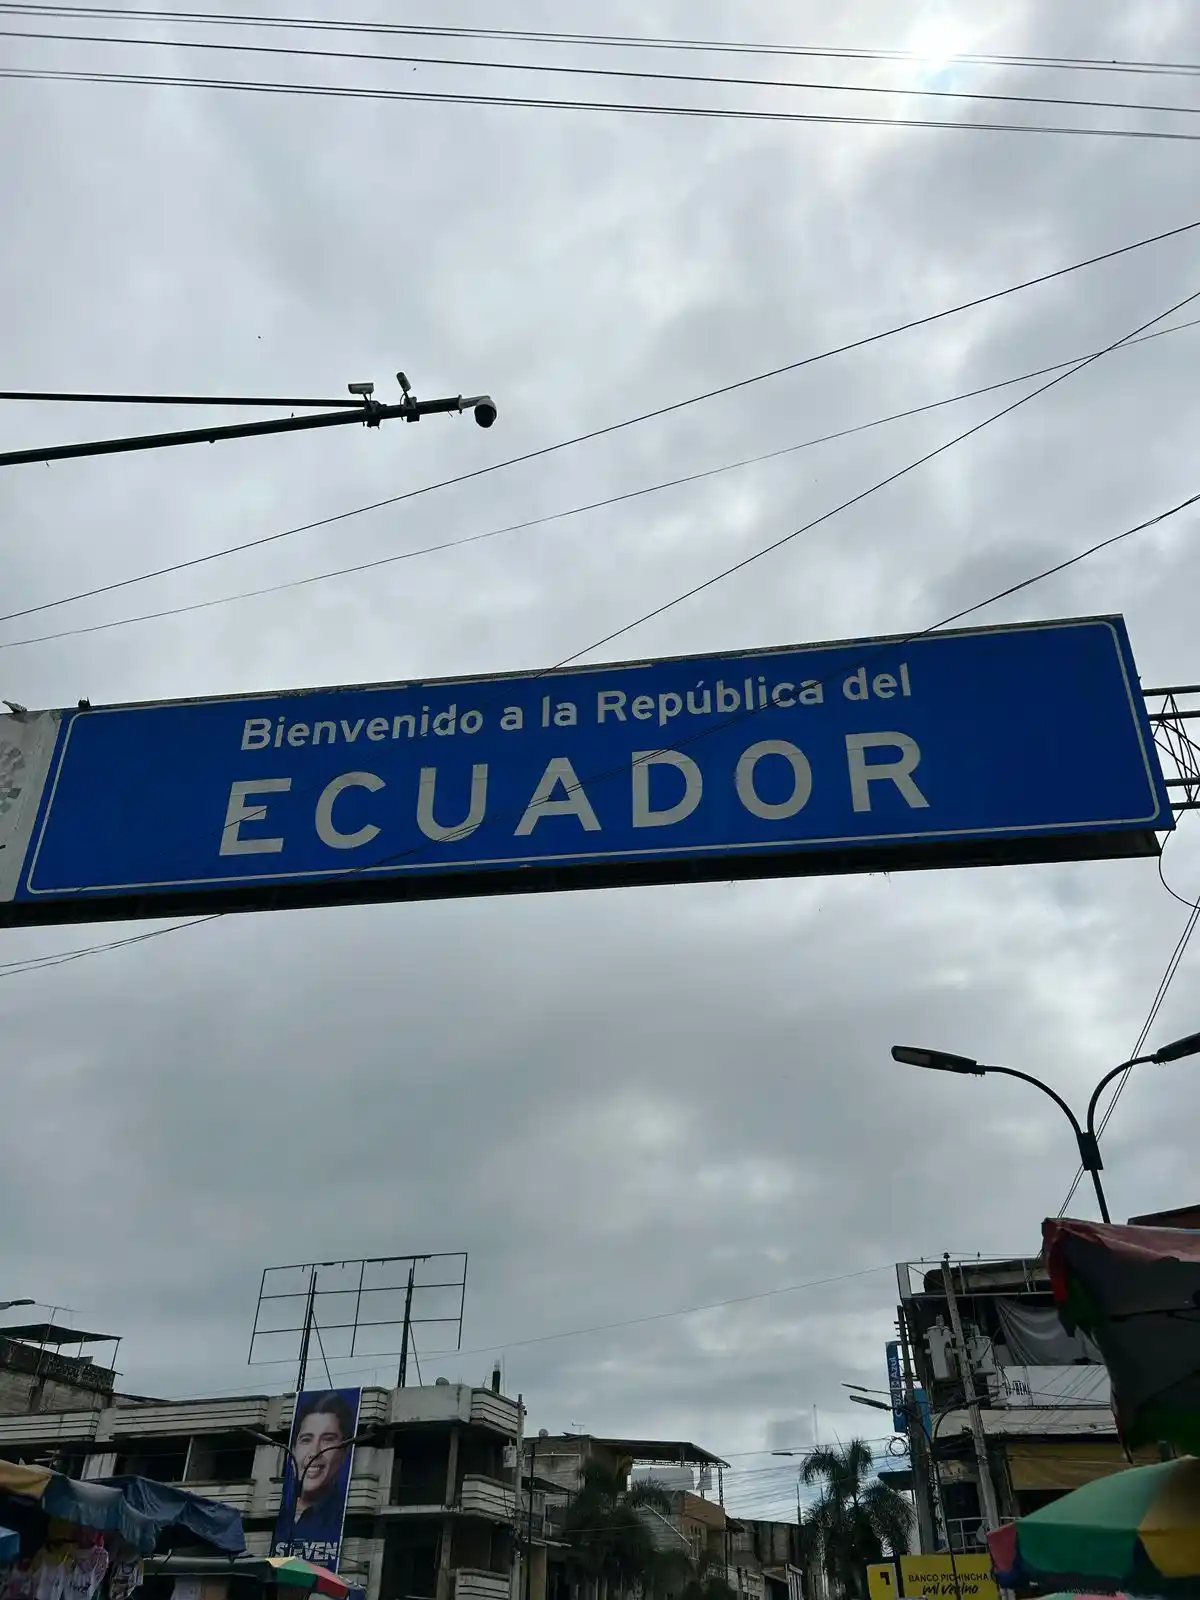 Bienvenido a la República del
ECUADOR
STEVEN
BANCO PICHINCHA
mi vecino